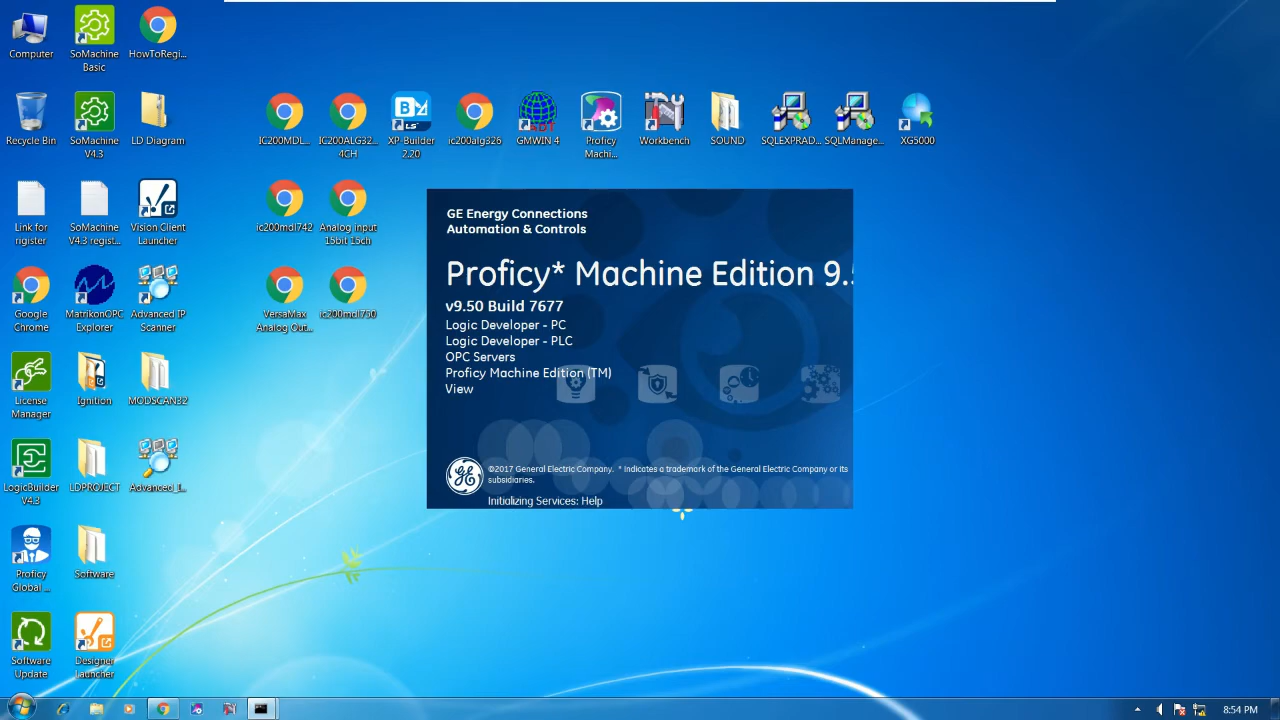 Computer
SoMachine
Basic
HowToRegi...
Recycle Bin
SoMachine
V4.3
LD Diagram
IC200MDL...
IC200ALG32...
4CH
XP-Builder
2.20
ic200alg326
GMWIN 4
Proficy
Machi...
Workbench
SOUND
SQLEXPRAD...
SQLManage...
XG5000
Link for
rigister
SoMachine
V4.3 regist...
Vision Client
Launcher
ic200mdl742
Analog input
15bit 15ch
Google
Chrome
MatrikonOPC
Explorer
Advanced IP
Scanner
VersaMax
Analog Out...
ic200mdl750
License
Manager
Ignition
MODSCAN32
LogicBuilder
V4.3
LDPROJECT
Advanced_I...
Proficy
Global ...
Software
Software
Update
Designer
Launcher
GE Energy Connections
Automation & Controls
Proficy* Machine Edition 9.5
v9.50 Build 7677
Logic Developer - PC
Logic Developer - PLC
OPC Servers
Proficy Machine Edition (TM)
View
©2017 General Electric Company. * Indicates a trademark of the General Electric Company or its
subsidiaries.
Initializing Services: Help
8:54 PM